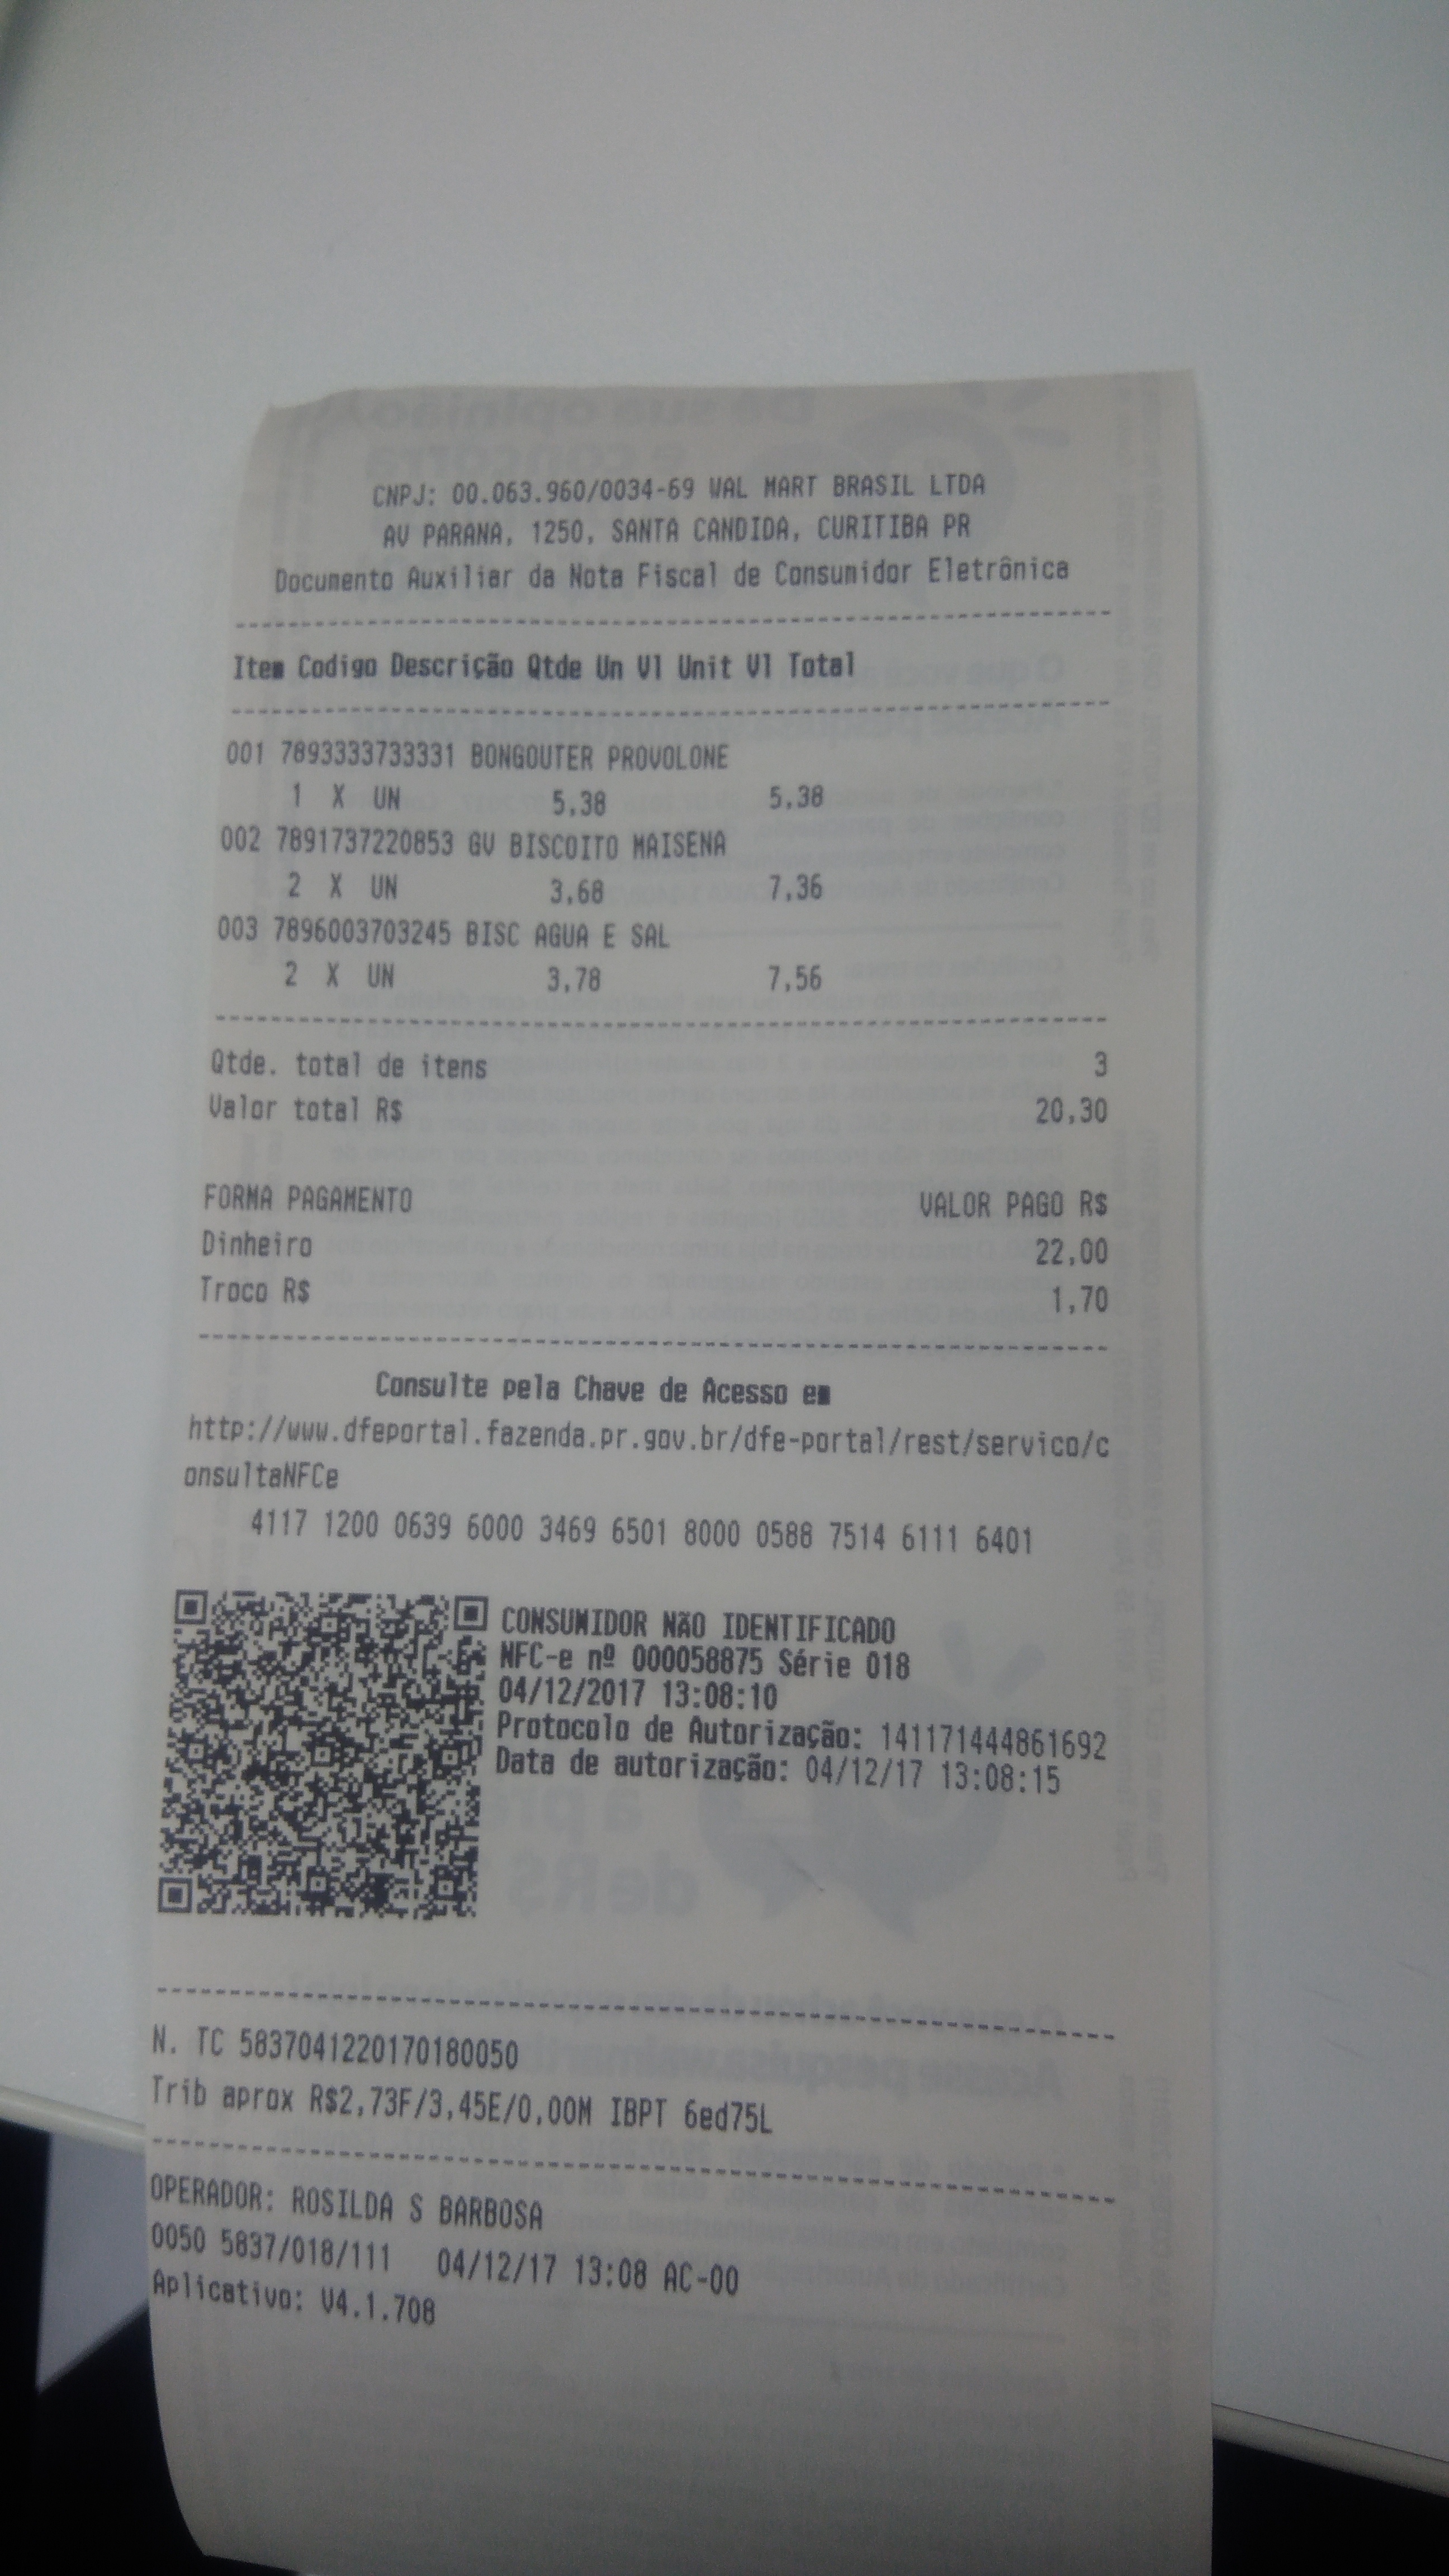 CNPJ: 00.063.960/0034-69 WAL MART BRASIL LTDA
AV PARANA, 1250, SANTA CANDIDA, CURITIBA PR
Documento Auxiliar da Nota Fiscal de Consumidor Eletrônica
Item Codigo Descrição Qtde Un Vl Unit Vl Total
001 7893333733331 BONGOUTER PROVOLONE
1 X UN 5,38 5,38
002 7891737220853 GV BISCOITO MAISENA
2 X UN 3,68 7,36
003 7896003703245 BISC AGUA E SAL
2 X UN 3,78 7,56
Qtde. total de itens 3
Valor total R$ 20,30
FORMA PAGAMENTO VALOR PAGO R$
Dinheiro 22,00
Troco R$ 1,70
Consulte pela Chave de Acesso em
http://www.dfeportal.fazenda.pr.gov.br/dfe-portal/rest/servico/c
onsultaNFCe
4117 1200 0639 6000 3469 6501 8000 0588 7514 6111 6401
CONSUMIDOR NÃO IDENTIFICADO
NFC-e nº 000058875 Série 018
04/12/2017 13:08:10
Protocolo de Autorização: 141171444861692
Data de autorização: 04/12/17 13:08:15
N. TC 5837041220170180050
Trib aprox R$2,73F/3,45E/0,00M IBPT 6ed75L
OPERADOR: ROSILDA S BARBOSA
0050 5837/018/111 04/12/17 13:08 AC-00
Aplicativo: V4.1.708